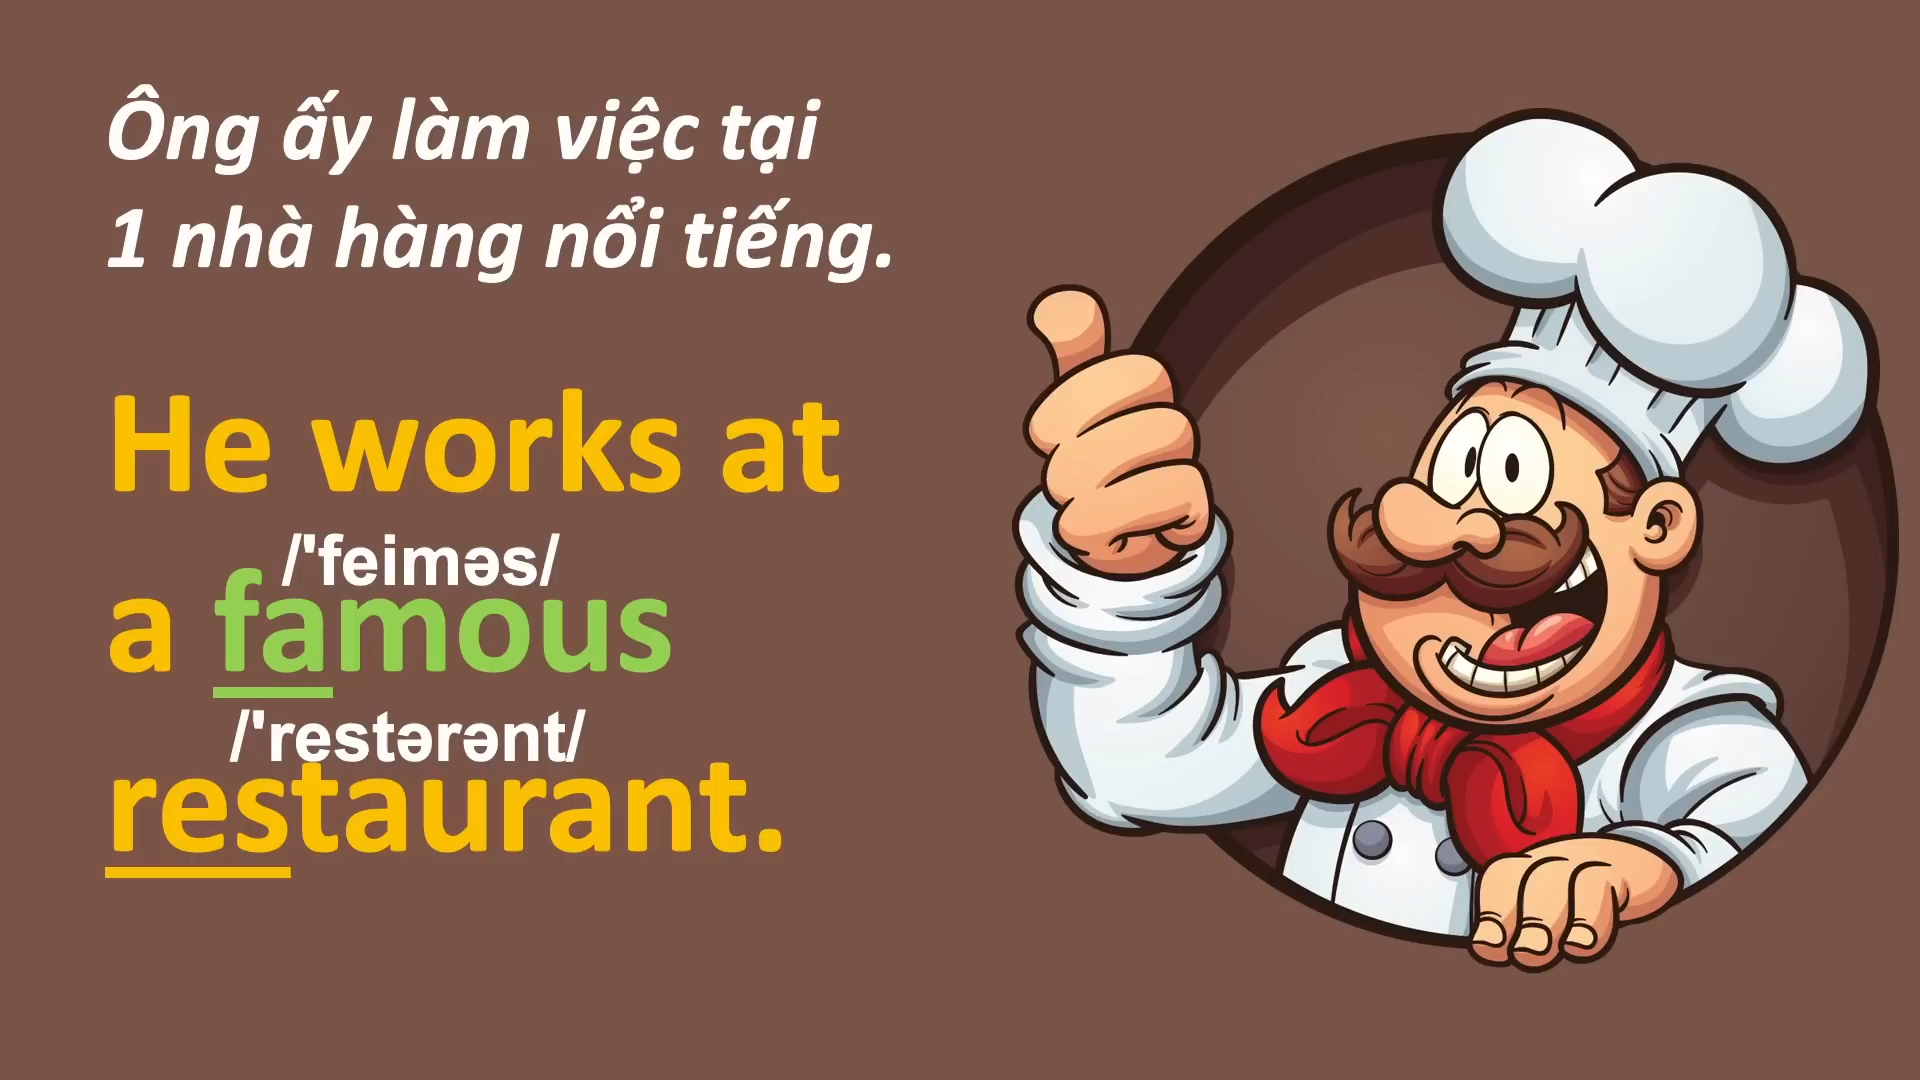 Ông ấy làm việc tại
1 nhà hàng nổi tiếng.
He works at
/'feiməs/
a famous
/'restərənt/
restaurant.